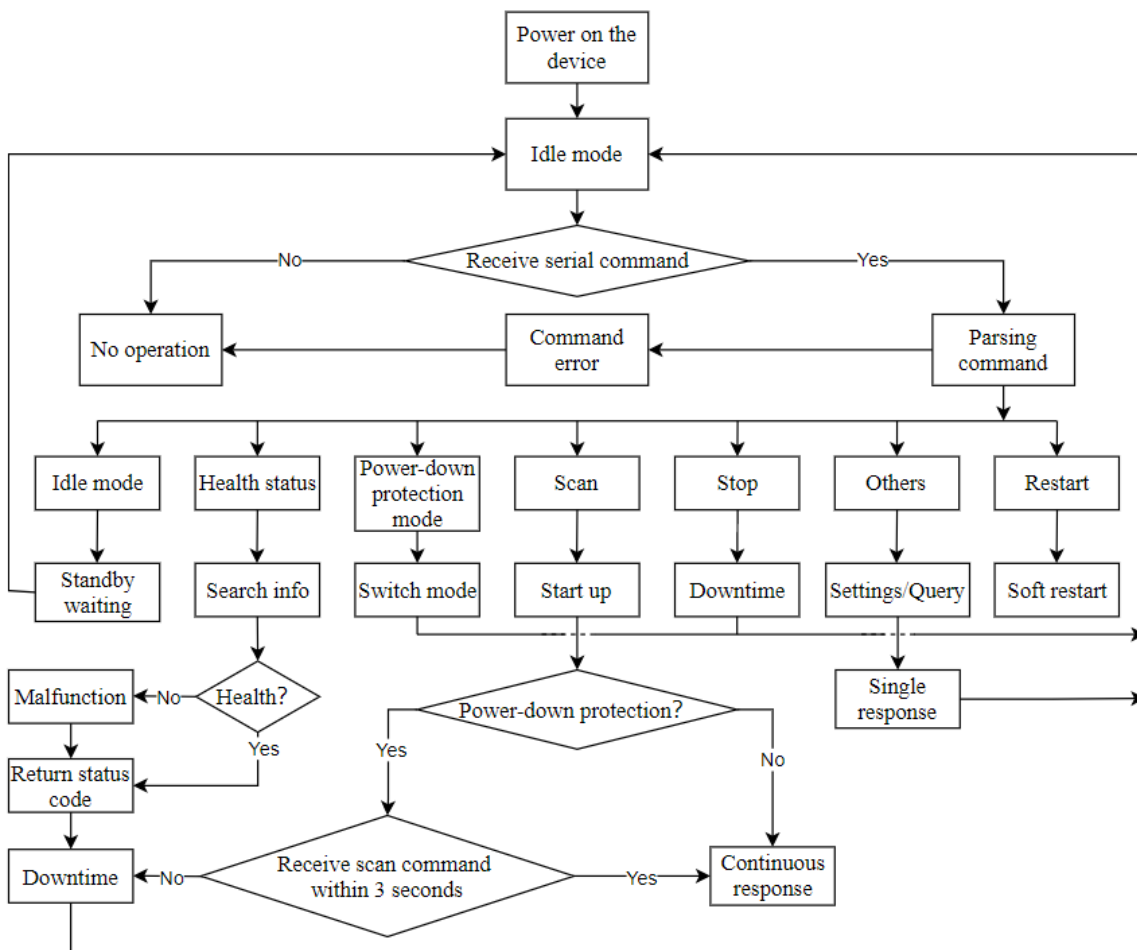 Power on the
device
Idle mode
No
Receive serial command
Yes
No operation
Command
error
Parsing
command
Idle mode
Health status
Power-down
protection
mode
Scan
Stop
Others
Restart
Standby
waiting
Search info
Switch mode
Start up
Downtime
Settings/Query
Soft restart
Malfunction
No
Health?
Yes
Power-down protection?
Single
response
Yes
No
Return status
code
Downtime
No
Receive scan command
within 3 seconds
Yes
Continuous
response